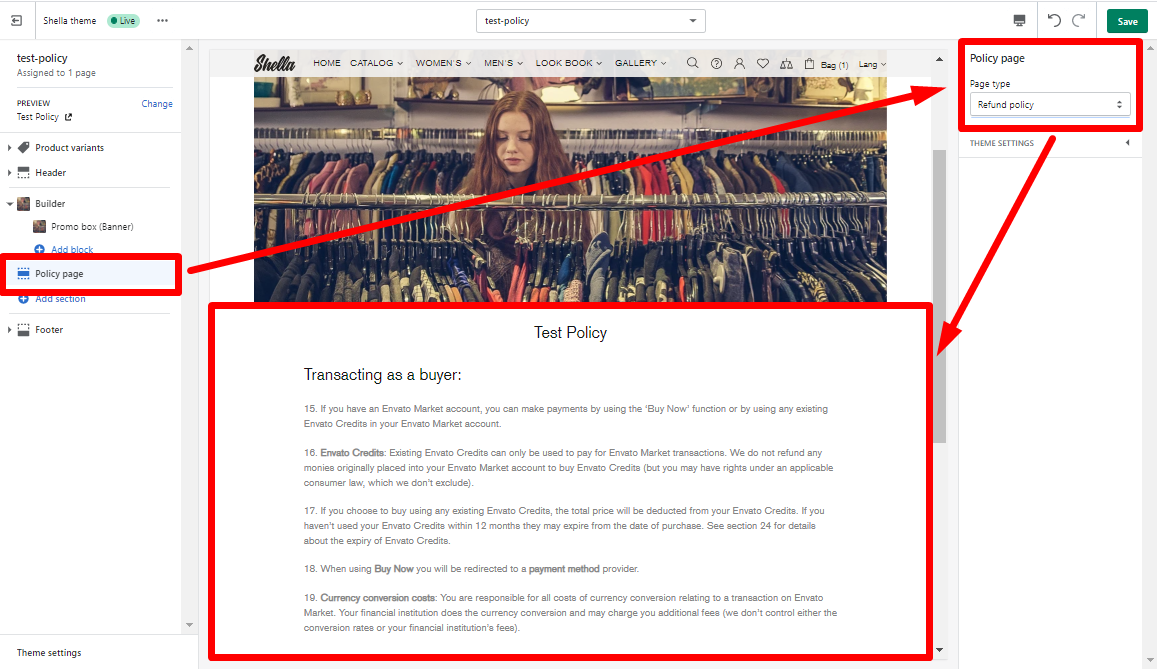 Shella theme
Live
test-policy
Save
test-policy
Assigned to 1 page
PREVIEW
Change
Test Policy
Product variants
Header
Builder
Promo box (Banner)
Add block
Policy page
Add section
Footer
Theme settings
Shella
HOME CATALOG WOMEN'S MEN'S LOOK BOOK GALLERY
Bag (1)
Lang
Test Policy
Transacting as a buyer:
15. If you have an Envato Market account, you can make payments by using the ‘Buy Now’ function or by using any existing
Envato Credits in your Envato Market account.
16. Envato Credits: Existing Envato Credits can only be used to pay for Envato Market transactions. We do not refund any
monies originally placed into your Envato Market account to buy Envato Credits (but you may have rights under an applicable
consumer law, which we don’t exclude).
17. If you choose to buy using any existing Envato Credits, the total price will be deducted from your Envato Credits. If you
haven’t used your Envato Credits within 12 months they may expire from the date of purchase. See section 24 for details
about the expiry of Envato Credits.
18. When using Buy Now you will be redirected to a payment method provider.
19. Currency conversion costs: You are responsible for all costs of currency conversion relating to a transaction on Envato
Market. Your financial institution does the currency conversion and may charge you additional fees (we don’t control either the
conversion rates or your financial institution’s fees).
Policy page
Page type
Refund policy
THEME SETTINGS